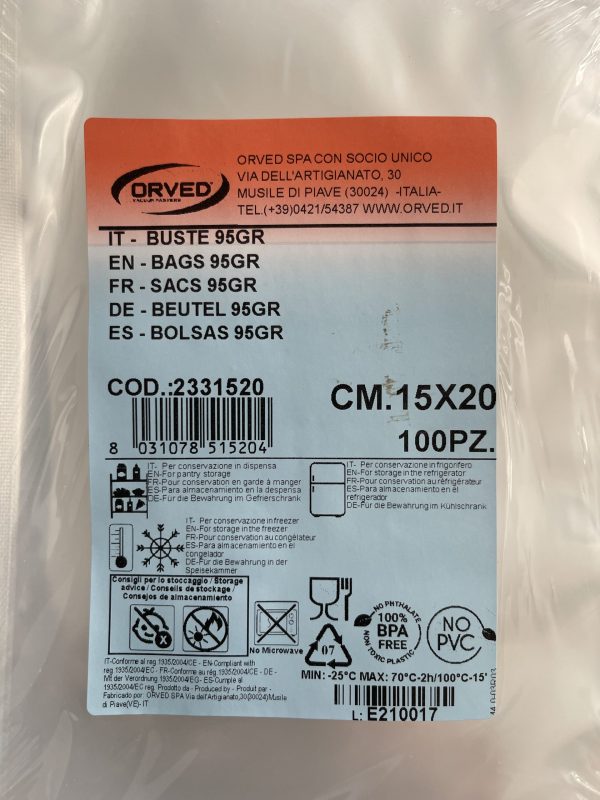 ORVED
VACUUM PACKERS
ORVED SPA CON SOCIO UNICO
VIA DELL'ARTIGIANATO, 30
MUSILE DI PIAVE (30024) -ITALIA-
TEL.(+39)0421/54387 WWW.ORVED.IT
IT - BUSTE 95GR
EN - BAGS 95GR
FR - SACS 95GR
DE - BEUTEL 95GR
ES - BOLSAS 95GR
COD.:2331520
8 031078 515204
CM.15X20
100PZ.
IT- Per conservazione in dispensa
EN-For pantry storage
FR-Pour conservation en garde à manger
ES-Para almacenamiento en la despensa
DE-Für die Bewahrung im Gefrierschrank
IT- Per conservazione in frigorifero
EN-For storage in the refrigerator
FR-Pour conservation au réfrigérateur
ES-Para almacenamiento en el
refrigerador
DE-Für die Bewahrung im Kühlschrank
IT - Per conservazione in freezer
EN-For storage in the freezer
FR-Pour conservation au congélateur
ES-Para almacenamiento en el
congelador
DE-Für die Bewahrung in der
Speisekammer
Consigli per lo stoccaggio / Storage
advice / Conseils de stockage /
Consejos de almacenamiento
X
No Microwave
07
NO PHTHALATE
100%
BPA
FREE
NON TOXIC PLASTIC
NO
PVC
IT-Conforme al reg.1935/2004/CE - EN-Compliant with
reg 1935/2004/EC - FR-Conforme au rég.1935/2004/CE - DE -
Mit der Verordnung 1935/2004/EG - ES-Cumple al
1935/2004/EC reg. Prodotto da - Produced by - Produit par -
Fabricado por: ORVED SPA Via dell'Artigianato,30(30024)Musile
di Piave(VE)- IT
MIN: -25°C MAX: 70°C-2h/100°C-15'
L: E210017